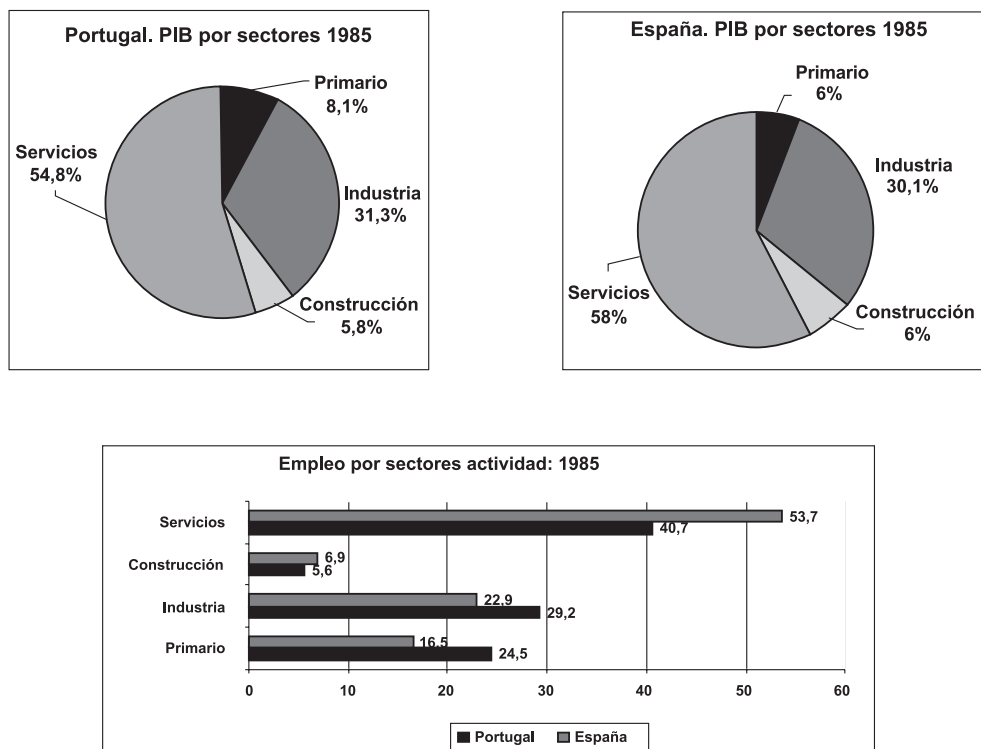 Portugal. PIB por sectores 1985
Primario
8,1%
Servicios
54,8%
Industria
31,3%
Construcción
5,8%
España. PIB por sectores 1985
Primario
6%
Industria
30,1%
Servicios
58%
Construcción
6%
Empleo por sectores actividad: 1985
Servicios
53,7
40,7
Construcción
6,9
5,6
Industria
22,9
29,2
Primario
16,5
24,5
0 10 20 30 40 50 60
Portugal España